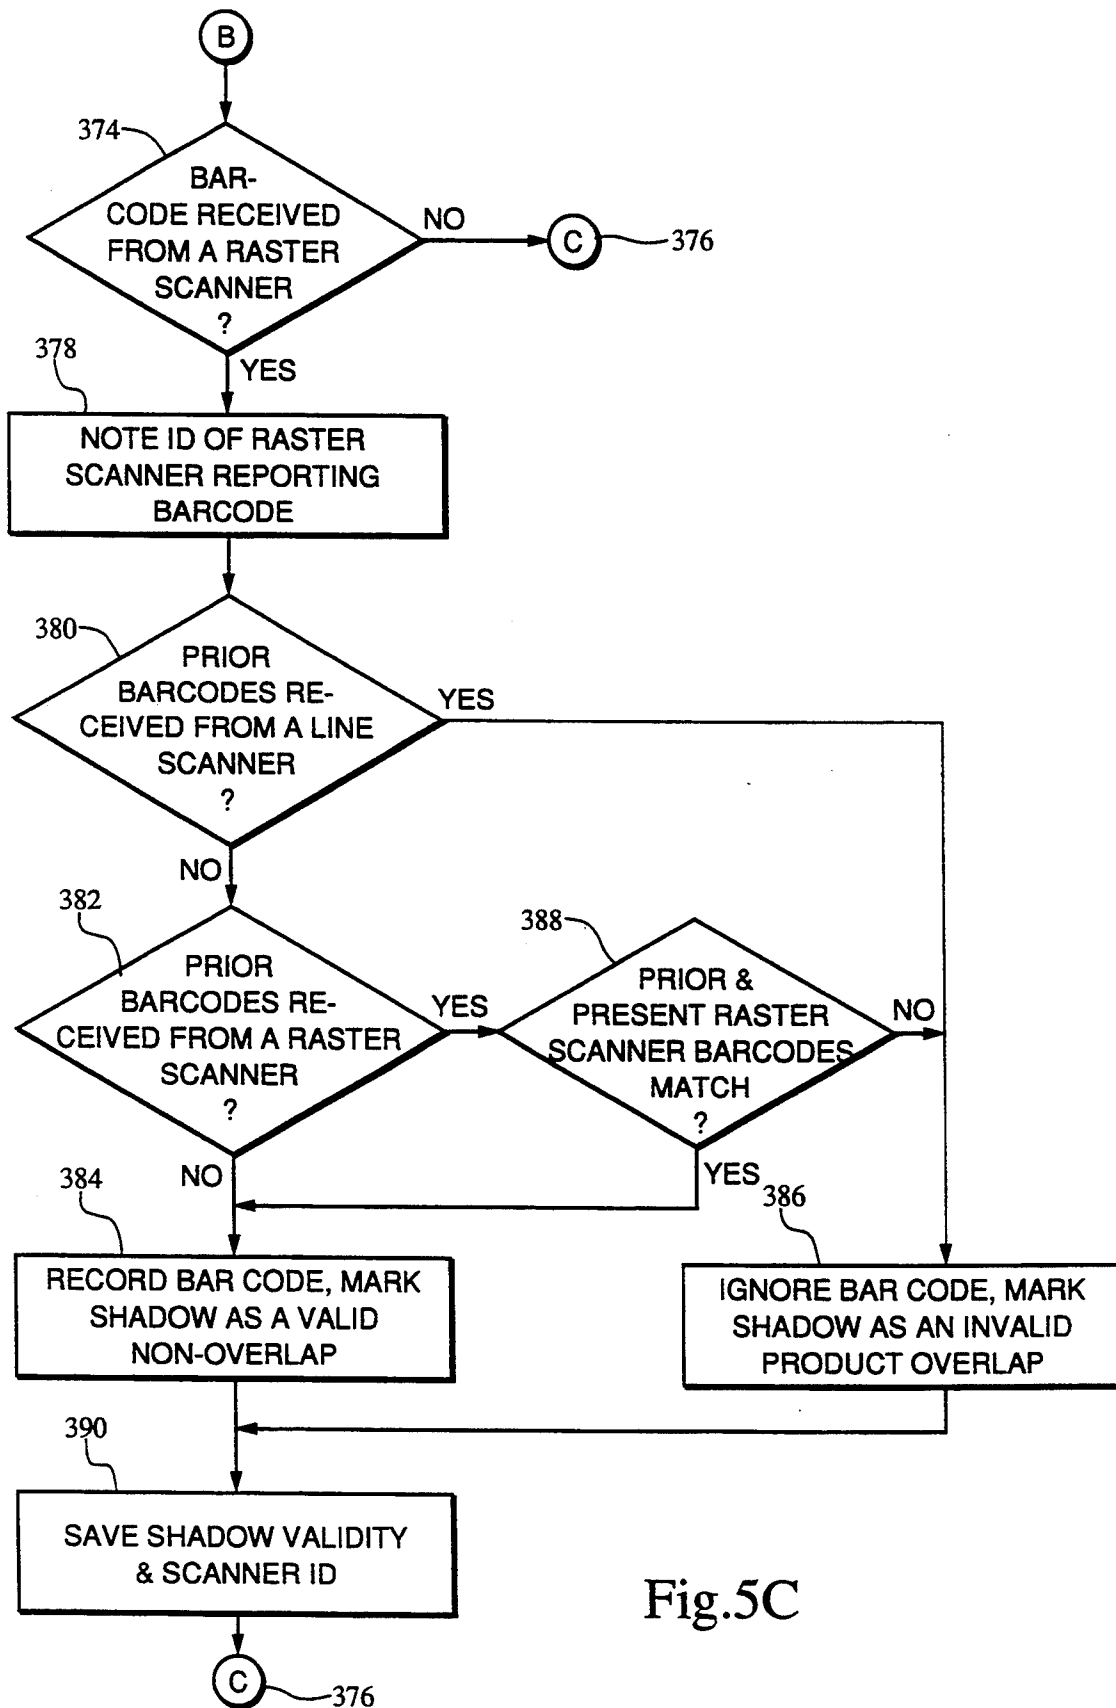 B
374
BAR-
CODE RECEIVED
FROM A RASTER
SCANNER
?
NO
C
376
YES
378
NOTE ID OF RASTER
SCANNER REPORTING
BARCODE
380
PRIOR
BARCODES RE-
CEIVED FROM A LINE
SCANNER
?
YES
NO
382
PRIOR
BARCODES RE-
CEIVED FROM A RASTER
SCANNER
?
YES
388
PRIOR &
PRESENT RASTER
SCANNER BARCODES
MATCH
?
NO
NO
YES
384
RECORD BAR CODE, MARK
SHADOW AS A VALID
NON-OVERLAP
386
IGNORE BAR CODE, MARK
SHADOW AS AN INVALID
PRODUCT OVERLAP
390
SAVE SHADOW VALIDITY
& SCANNER ID
C
376
Fig.5C